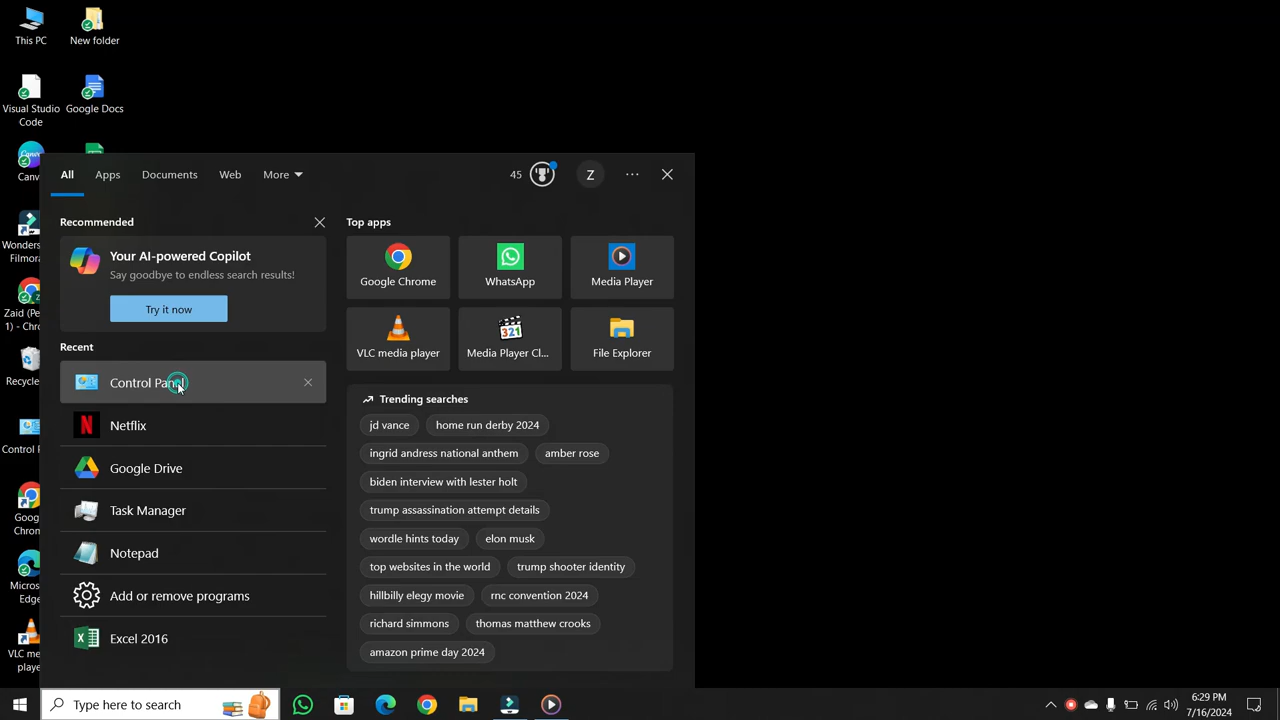 This PC
New folder
Visual Studio
Code
Google Docs
Canv
Wonders
Filmora
Zaid (Pe
1) - Chro
Recycle
Control P
Goog
Chrom
Micros
Edge
VLC me
playe
All
Apps
Documents
Web
More
45
Z
Recommended
Your AI-powered Copilot
Say goodbye to endless search results!
Try it now
Recent
Control Panel
Netflix
Google Drive
Task Manager
Notepad
Add or remove programs
Excel 2016
Top apps
Google Chrome
WhatsApp
Media Player
VLC media player
Media Player Cl...
File Explorer
Trending searches
jd vance
home run derby 2024
ingrid andress national anthem
amber rose
biden interview with lester holt
trump assassination attempt details
wordle hints today
elon musk
top websites in the world
trump shooter identity
hillbilly elegy movie
rnc convention 2024
richard simmons
thomas matthew crooks
amazon prime day 2024
Type here to search
6:29 PM
7/16/2024